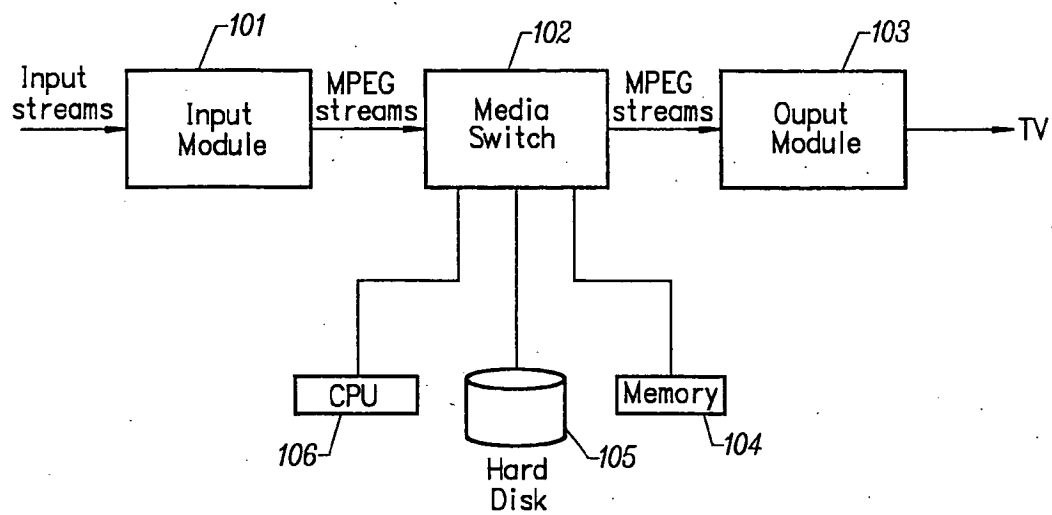 101
102
103
Input
streams
Input
Module
MPEG
streams
Media
Switch
MPEG
streams
Ouput
Module
TV
CPU
Memory
106
105
104
Hard
Disk